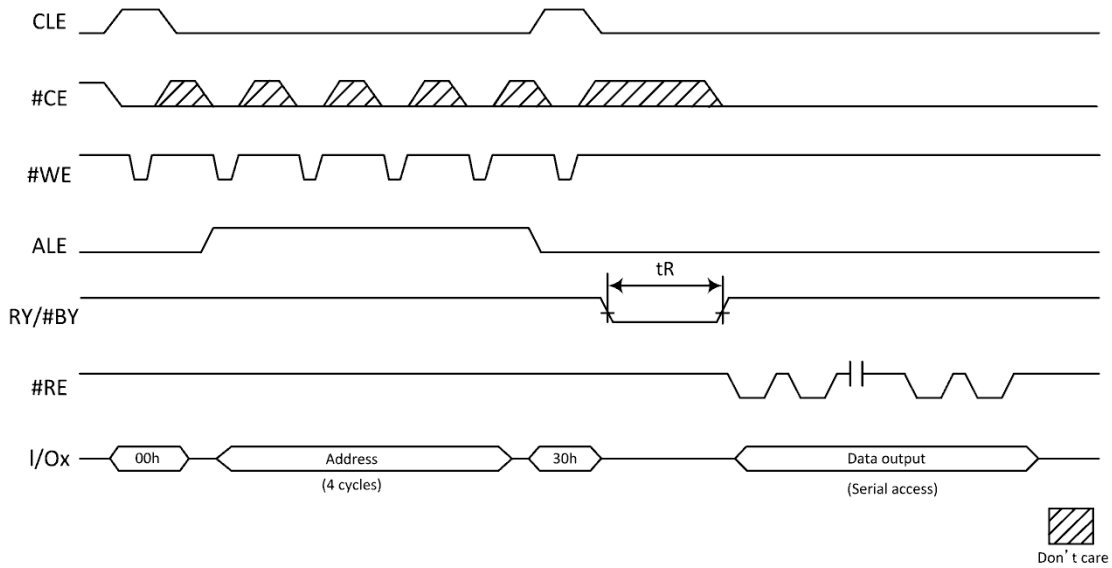 CLE
#CE
#WE
ALE
tR
RY/#BY
#RE
I/Ox
00h
Address
30h
Data output
(4 cycles)
(Serial access)
Don't care